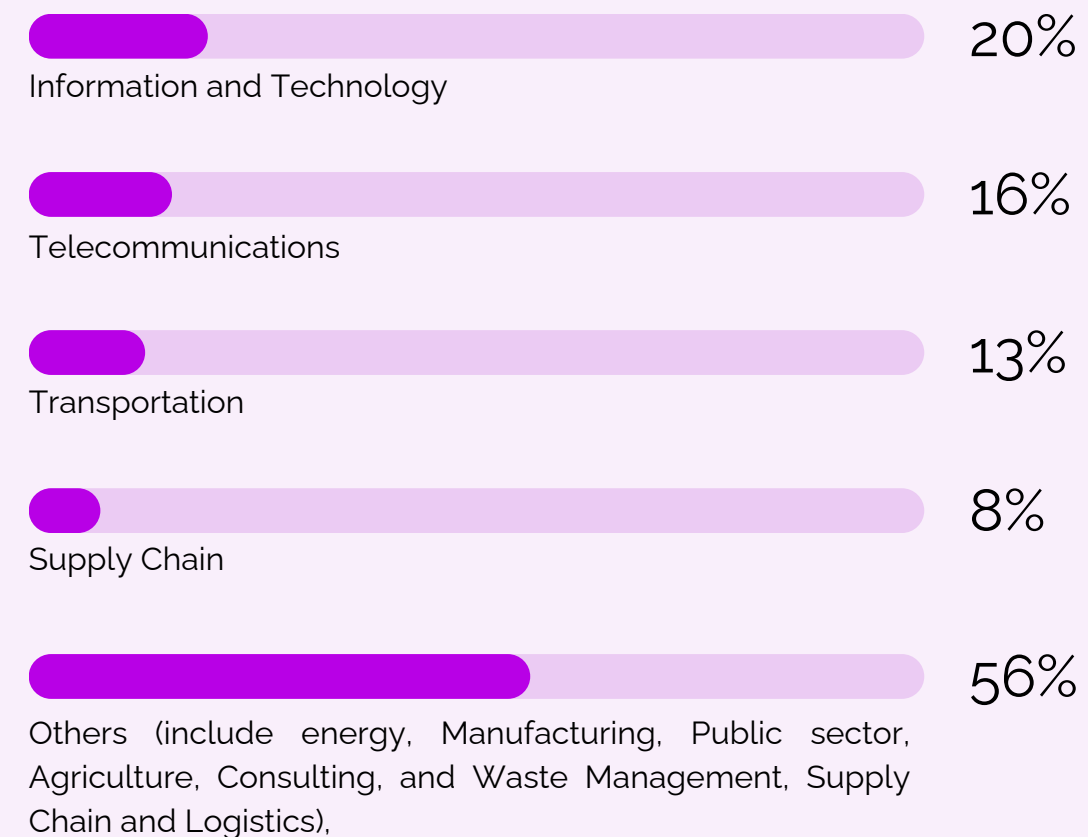 20%
Information and Technology
16%
Telecommunications
13%
Transportation
8%
Supply Chain
56%
Others (include energy, Manufacturing, Public sector,
Agriculture, Consulting, and Waste Management, Supply
Chain and Logistics),